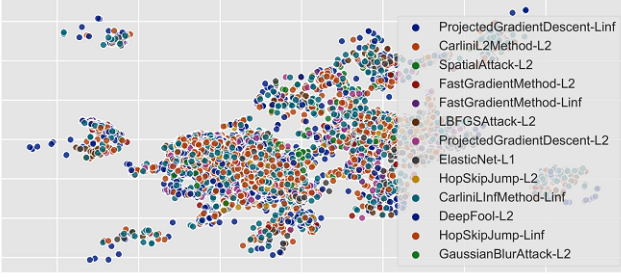 ProjectedGradientDescent-Linf
CarliniL2Method-L2
SpatialAttack-L2
FastGradientMethod-L2
FastGradientMethod-Linf
LBFGSAttack-L2
ProjectedGradientDescent-L2
ElasticNet-L1
HopSkipJump-L2
CarliniLInfMethod-Linf
DeepFool-L2
HopSkipJump-Linf
GaussianBlurAttack-L2